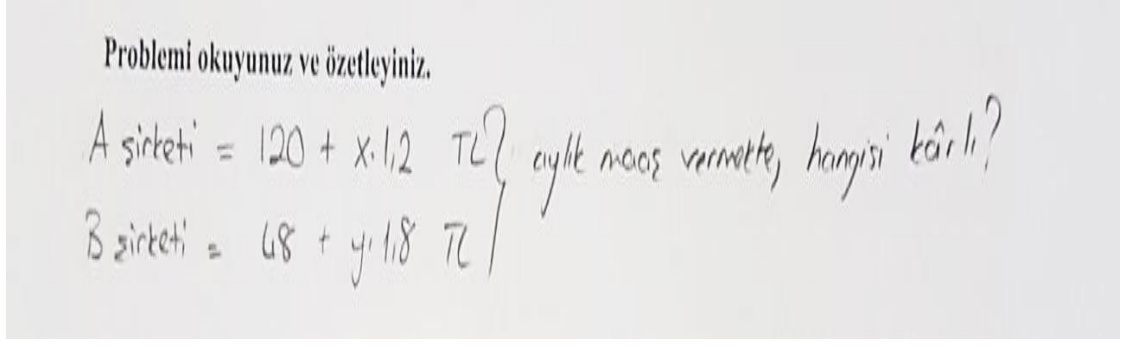 Problemi okuyunuz ve özetleyiniz.
A şirketi = 120 + x.1,2 TL } aylık maaş vermekte, hangisi kârlı?
B şirketi = 48 + y.1,8 TL